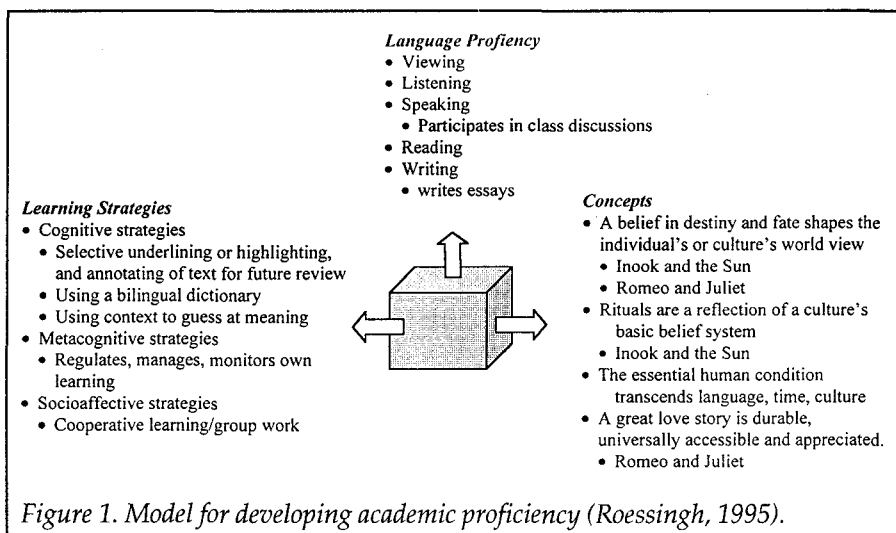 Language Profiency
• Viewing
• Listening
• Speaking
• Participates in class discussions
• Reading
• Writing
• writes essays
Learning Strategies
• Cognitive strategies
• Selective underlining or highlighting,
and annotating of text for future review
• Using a bilingual dictionary
• Using context to guess at meaning
• Metacognitive strategies
• Regulates, manages, monitors own
learning
• Socioaffective strategies
• Cooperative learning/group work
Concepts
• A belief in destiny and fate shapes the
individual's or culture's world view
• Inook and the Sun
• Romeo and Juliet
• Rituals are a reflection of a culture's
basic belief system
• Inook and the Sun
• The essential human condition
transcends language, time, culture
• A great love story is durable,
universally accessible and appreciated.
• Romeo and Juliet
Figure 1. Model for developing academic proficiency (Roessingh, 1995).